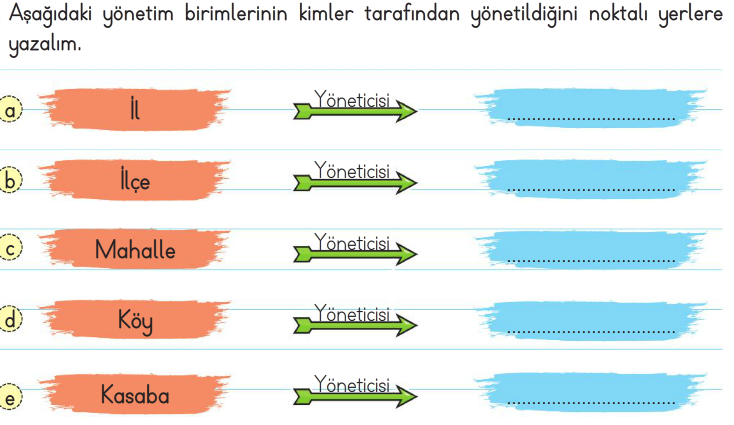 Aşağıdaki yönetim birimlerinin kimler tarafından yönetildiğini noktalı yerlere
yazalım.
a İl Yöneticisi ................................
b İlçe Yöneticisi ................................
c Mahalle Yöneticisi ................................
d Köy Yöneticisi ................................
e Kasaba Yöneticisi ................................